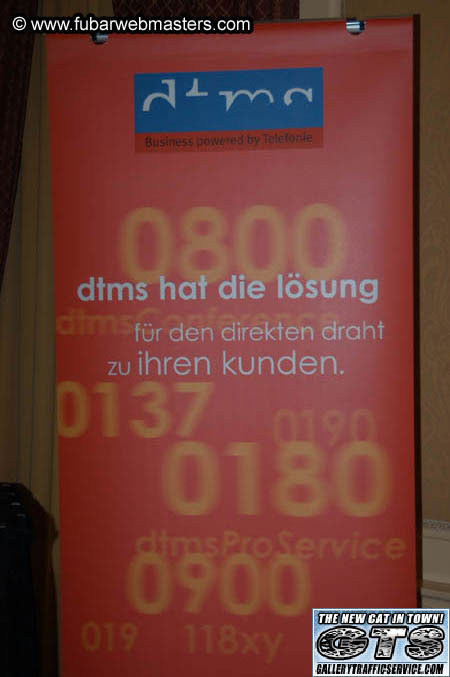 © www.fubarwebmasters.com
dtms
Business powered by Telefonie
0800
dtms hat die lösung
dtmsConference
für den direkten draht
zu ihren kunden.
0137
0190
0180
dtmsProService
0900
019 118xy
THE NEW CAT IN TOWN!
GTS
GALLERYTRAFFICSERVICE.COM